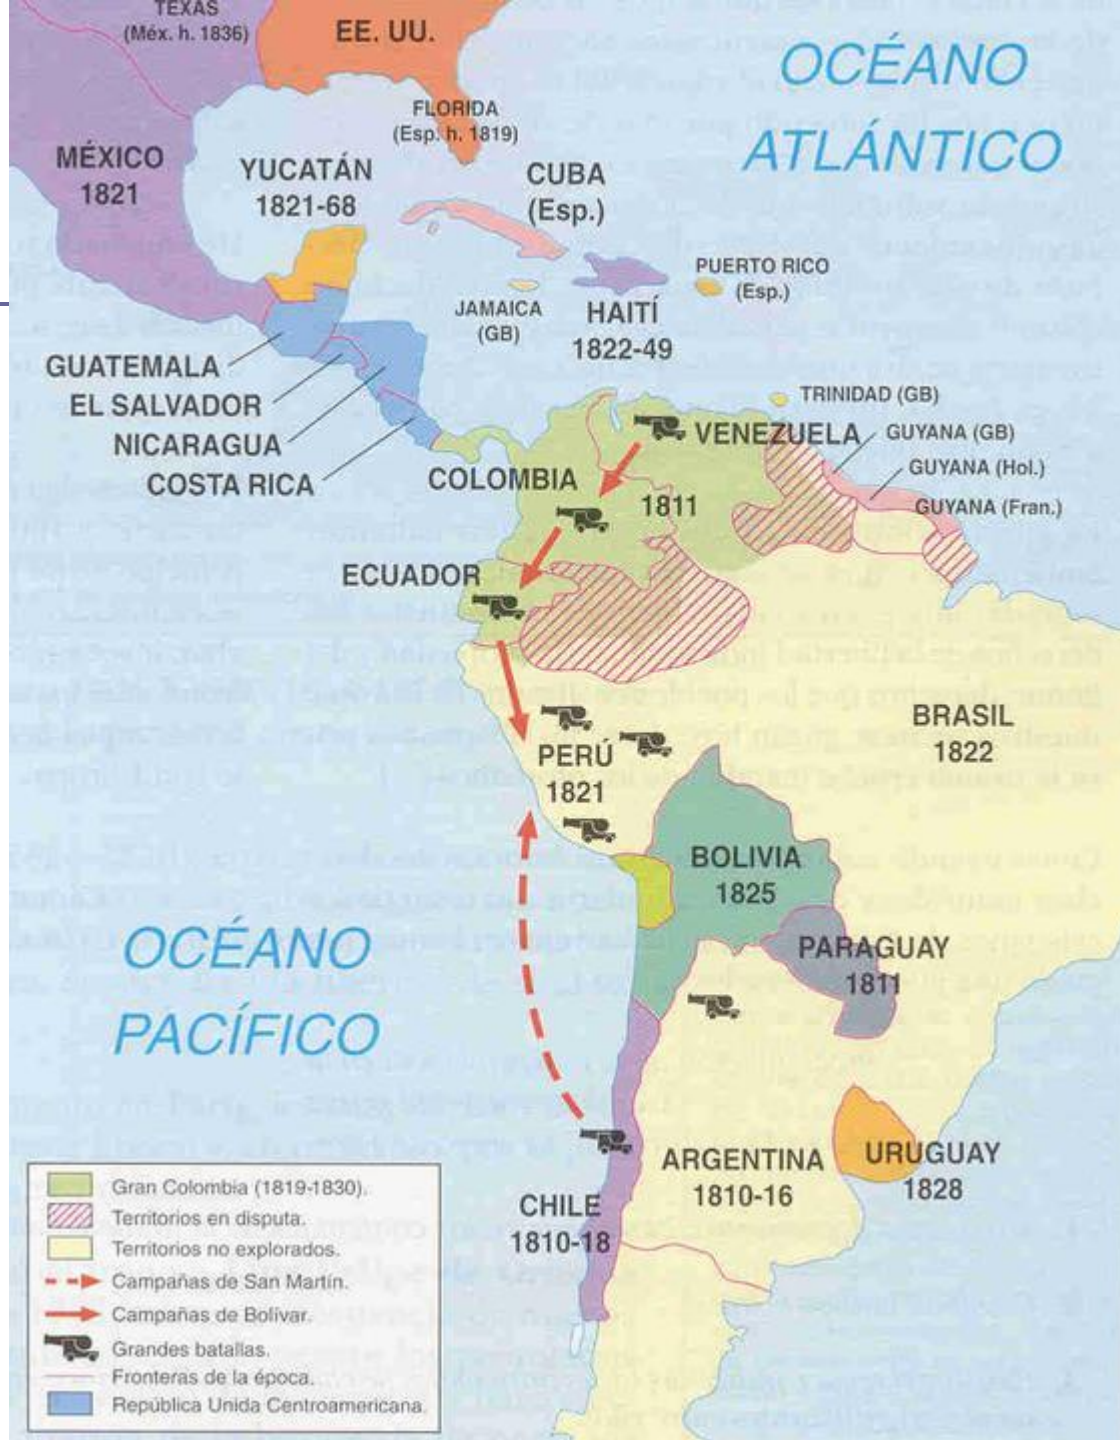 TEXAS
(Méx. h. 1836)
EE. UU.
OCÉANO
ATLÁNTICO
FLORIDA
(Esp. h. 1819)
MÉXICO
1821
YUCATÁN
1821-68
CUBA
(Esp.)
PUERTO RICO
(Esp.)
JAMAICA
(GB)
HAITÍ
1822-49
GUATEMALA
EL SALVADOR
NICARAGUA
COSTA RICA
TRINIDAD (GB)
VENEZUELA
GUYANA (GB)
GUYANA (Hol.)
GUYANA (Fran.)
COLOMBIA
1811
ECUADOR
BRASIL
1822
PERÚ
1821
BOLIVIA
1825
PARAGUAY
1811
OCÉANO
PACÍFICO
ARGENTINA
1810-16
URUGUAY
1828
CHILE
1810-18
Gran Colombia (1819-1830).
Territorios en disputa.
Territorios no explorados.
Campañas de San Martín.
Campañas de Bolívar.
Grandes batallas.
Fronteras de la época.
República Unida Centroamericana.